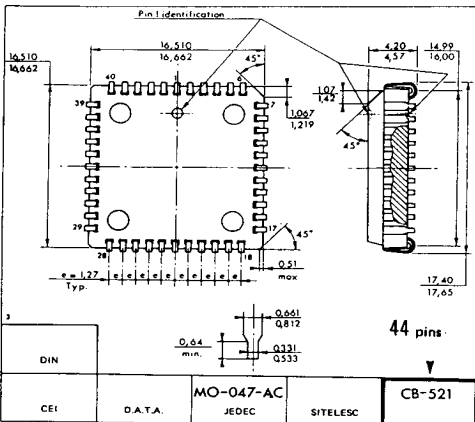 Pin 1 identification
16,510
16,662
45°
4,20
4,57
14,99
16,00
16,510
16,662
40
1
6
1,07
1,42
39
7
1,067
1,219
45°
29
17
45°
28
18
e = 1,27
Typ.
e e e e e e e e e
0,51
max
17,40
17,65
0,661
0,812
0,64
min.
0,331
0,533
44 pins
3
DIN
CEI
D.A.T.A.
MO-047-AC
JEDEC
SITELESC
CB-521